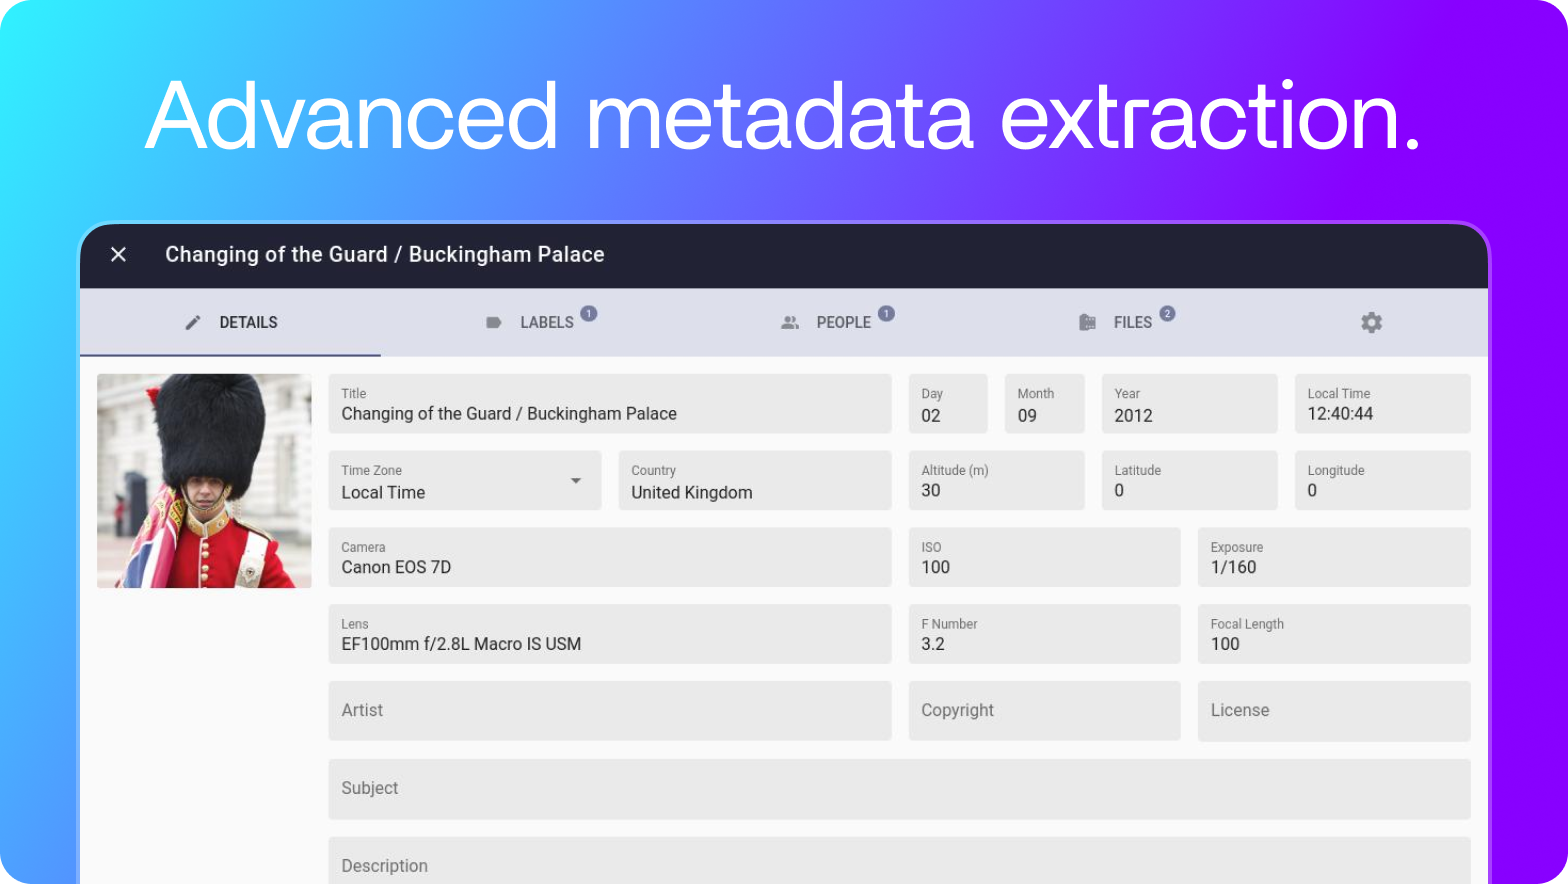 Advanced metadata extraction.
Changing of the Guard / Buckingham Palace
DETAILS
LABELS 1
PEOPLE 1
FILES 2
Title
Changing of the Guard / Buckingham Palace
Day
02
Month
09
Year
2012
Local Time
12:40:44
Time Zone
Local Time
Country
United Kingdom
Altitude (m)
30
Latitude
0
Longitude
0
Camera
Canon EOS 7D
ISO
100
Exposure
1/160
Lens
EF100mm f/2.8L Macro IS USM
F Number
3.2
Focal Length
100
Artist
Copyright
License
Subject
Description